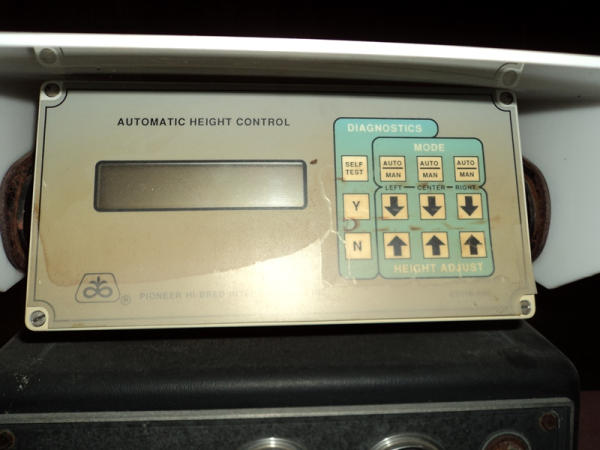 AUTOMATIC HEIGHT CONTROL
DIAGNOSTICS
MODE
SELF TEST
AUTO MAN
AUTO MAN
AUTO MAN
LEFT CENTER RIGHT
Y
N
HEIGHT ADJUST
® PIONEER HI-BRED